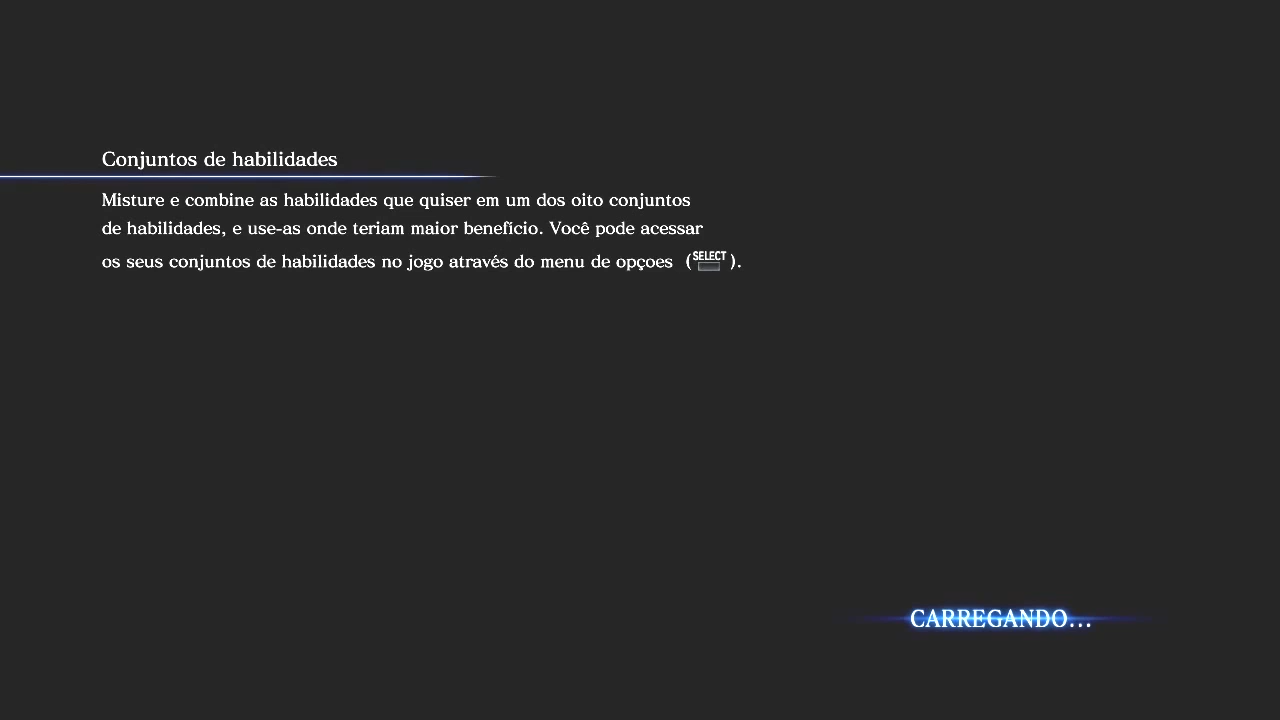 Conjuntos de habilidades
Misture e combine as habilidades que quiser em um dos oito conjuntos
de habilidades, e use-as onde teriam maior benefício. Você pode acessar
os seus conjuntos de habilidades no jogo através do menu de opçoes (SELECT).
CARREGANDO...